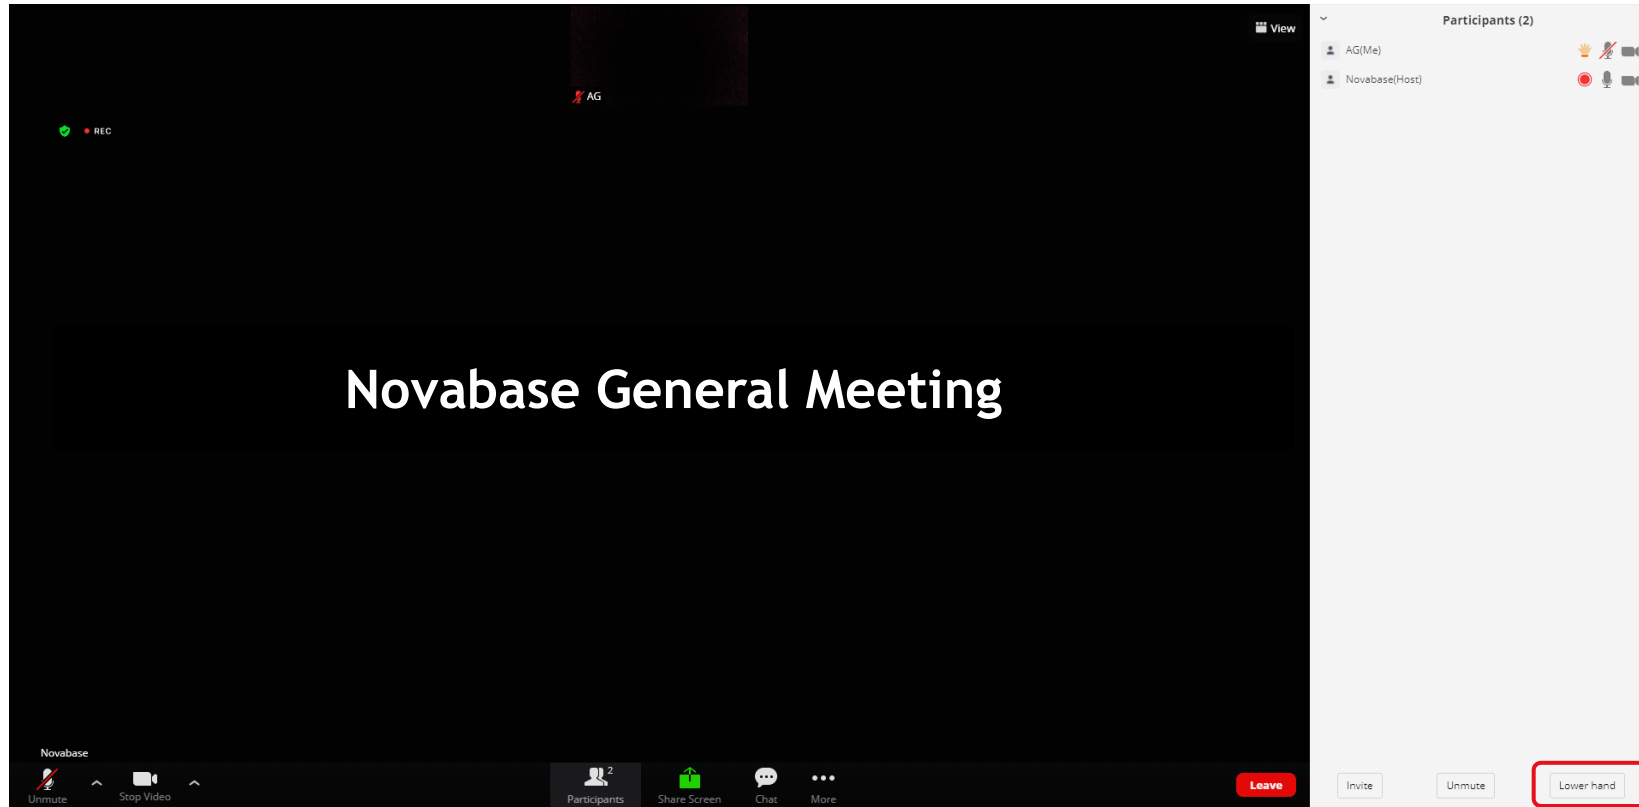 View
Participants (2)
AG(Me)
Novabase(Host)
AG
REC
Novabase General Meeting
Novabase
Unmute
Stop Video
2
Participants
Share Screen
Chat
More
Leave
Invite
Unmute
Lower hand